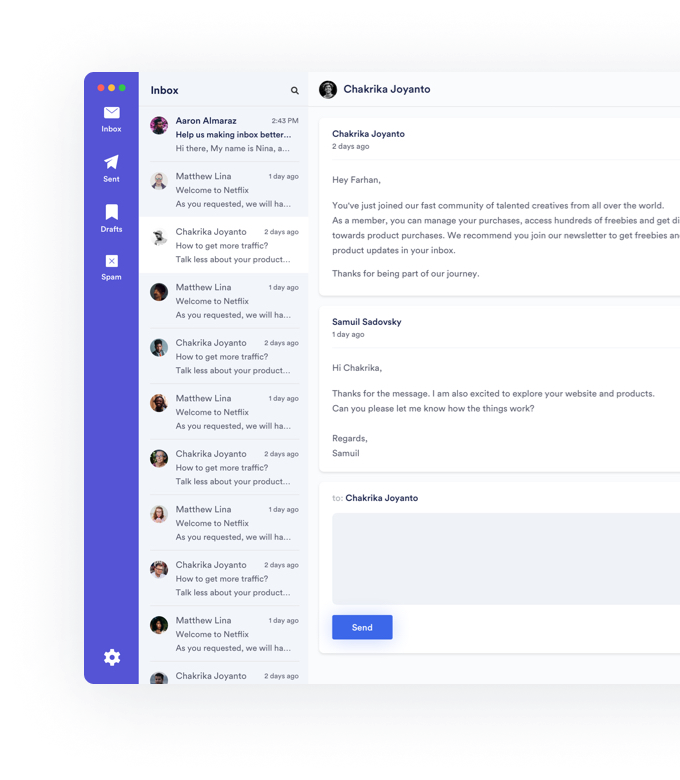 Inbox
Sent
Drafts
Spam
Inbox
Aaron Almaraz 2:43 PM
Help us making inbox better...
Hi there, My name is Nina, a...
Matthew Lina 1 day ago
Welcome to Netflix
As you requested, we will ha...
Chakrika Joyanto 2 days ago
How to get more traffic?
Talk less about your product...
Matthew Lina 1 day ago
Welcome to Netflix
As you requested, we will ha...
Chakrika Joyanto 2 days ago
How to get more traffic?
Talk less about your product...
Matthew Lina 1 day ago
Welcome to Netflix
As you requested, we will ha...
Chakrika Joyanto 2 days ago
How to get more traffic?
Talk less about your product...
Matthew Lina 1 day ago
Welcome to Netflix
As you requested, we will ha...
Chakrika Joyanto 2 days ago
How to get more traffic?
Talk less about your product...
Matthew Lina 1 day ago
Welcome to Netflix
As you requested, we will ha...
Chakrika Joyanto 2 days ago
Chakrika Joyanto
Chakrika Joyanto
2 days ago
Hey Farhan,
You've just joined our fast community of talented creatives from all over the world.
As a member, you can manage your purchases, access hundreds of freebies and get di
towards product purchases. We recommend you join our newsletter to get freebies an
product updates in your inbox.
Thanks for being part of our journey.
Samuil Sadovsky
1 day ago
Hi Chakrika,
Thanks for the message. I am also excited to explore your website and products.
Can you please let me know how the things work?
Regards,
Samuil
to: Chakrika Joyanto
Send